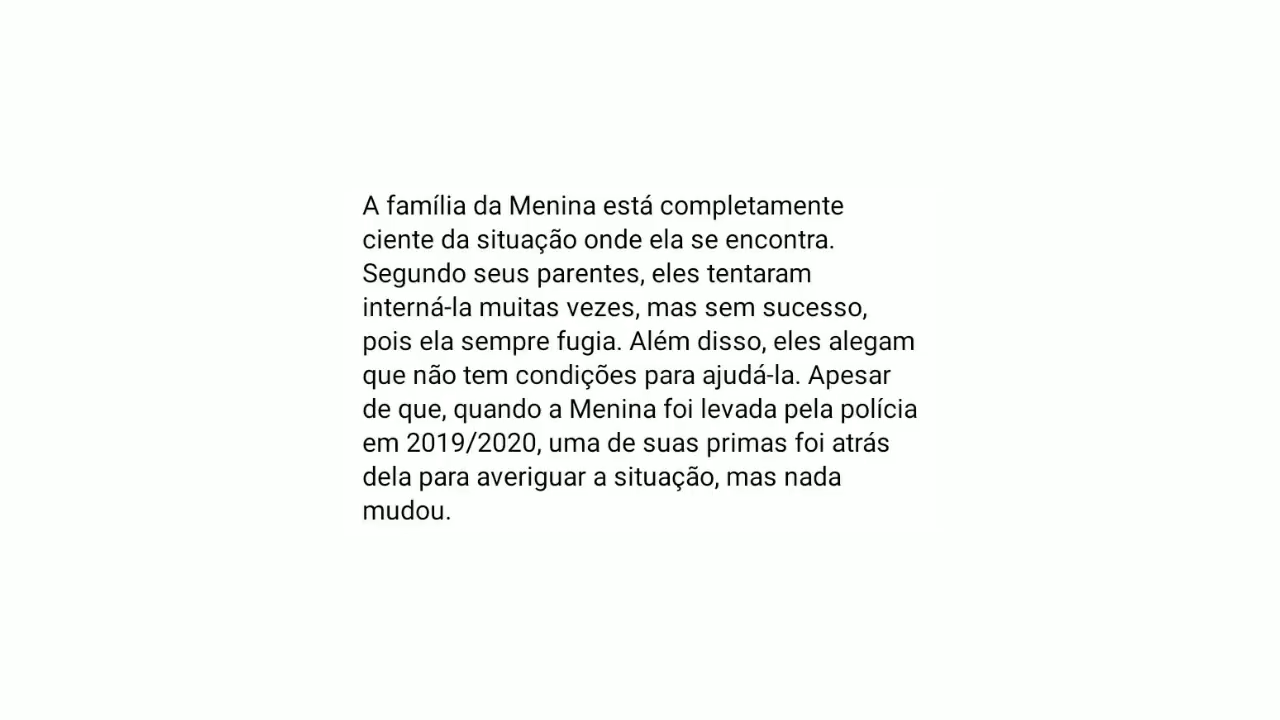 A família da Menina está completamente
ciente da situação onde ela se encontra.
Segundo seus parentes, eles tentaram
interná-la muitas vezes, mas sem sucesso,
pois ela sempre fugia. Além disso, eles alegam
que não tem condições para ajudá-la. Apesar
de que, quando a Menina foi levada pela polícia
em 2019/2020, uma de suas primas foi atrás
dela para averiguar a situação, mas nada
mudou.